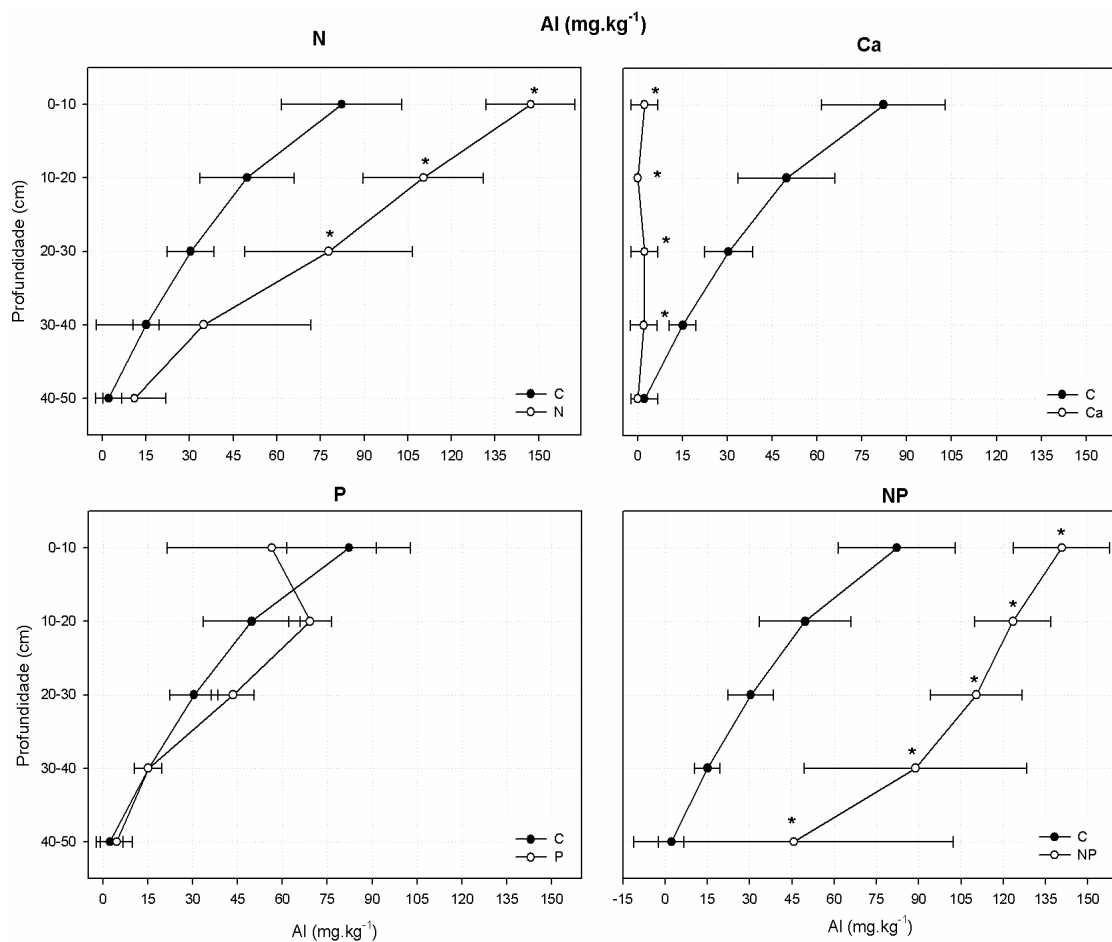 Al (mg.kg⁻¹)
N
Ca
Profundidade (cm)
0-10
10-20
20-30
30-40
40-50
*
*
*
C
N
0 15 30 45 60 75 90 105 120 135 150
*
*
*
*
C
Ca
0 15 30 45 60 75 90 105 120 135 150
P
NP
Profundidade (cm)
0-10
10-20
20-30
30-40
40-50
C
P
0 15 30 45 60 75 90 105 120 135 150
Al (mg.kg⁻¹)
*
*
*
*
*
C
NP
-15 0 15 30 45 60 75 90 105 120 135 150
Al (mg.kg⁻¹)